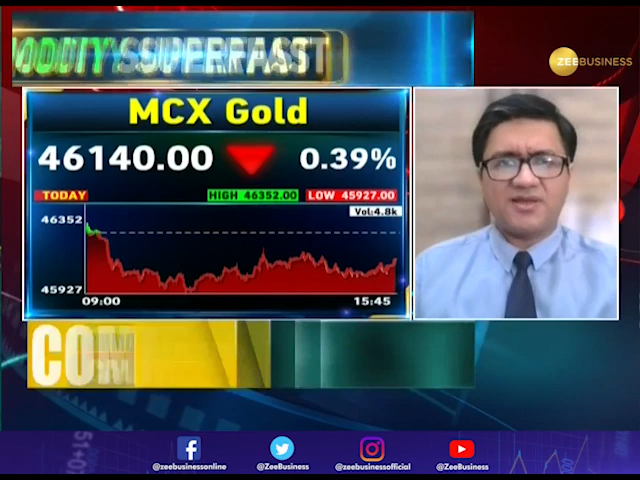 COMMODITY SUPERFAST
ZEEBUSINESS
MCX Gold
46140.00 0.39%
TODAY HIGH 46352.00 LOW 45927.00
Vol:4.8k
46352
45927
09:00 15:45
COM
@zeebusinessonline @ZeeBusiness @zeebusinessofficial @ZeeBusiness